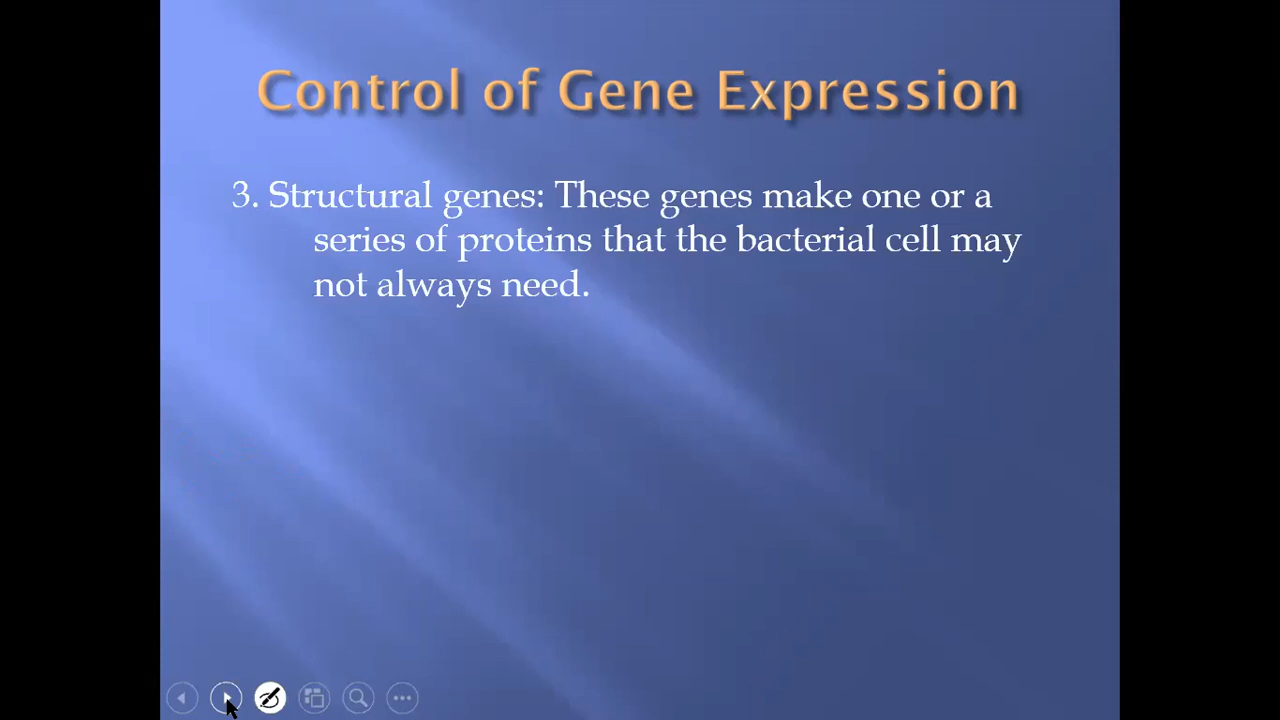 Control of Gene Expression
3. Structural genes: These genes make one or a
series of proteins that the bacterial cell may
not always need.